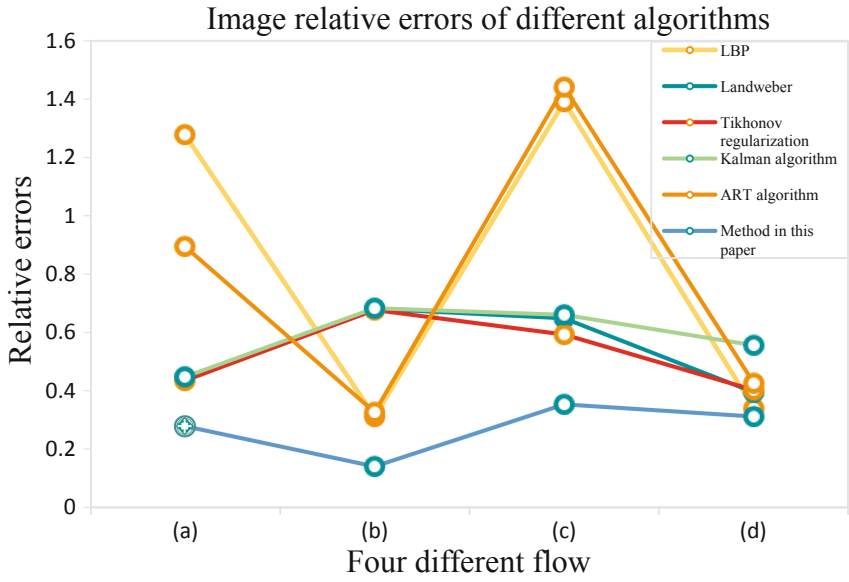 Image relative errors of different algorithms
1.6
1.4
1.2
1
0.8
0.6
0.4
0.2
0
Relative errors
LBP
Landweber
Tikhonov
regularization
Kalman algorithm
ART algorithm
Method in this
paper
(a)
(b)
(c)
(d)
Four different flow